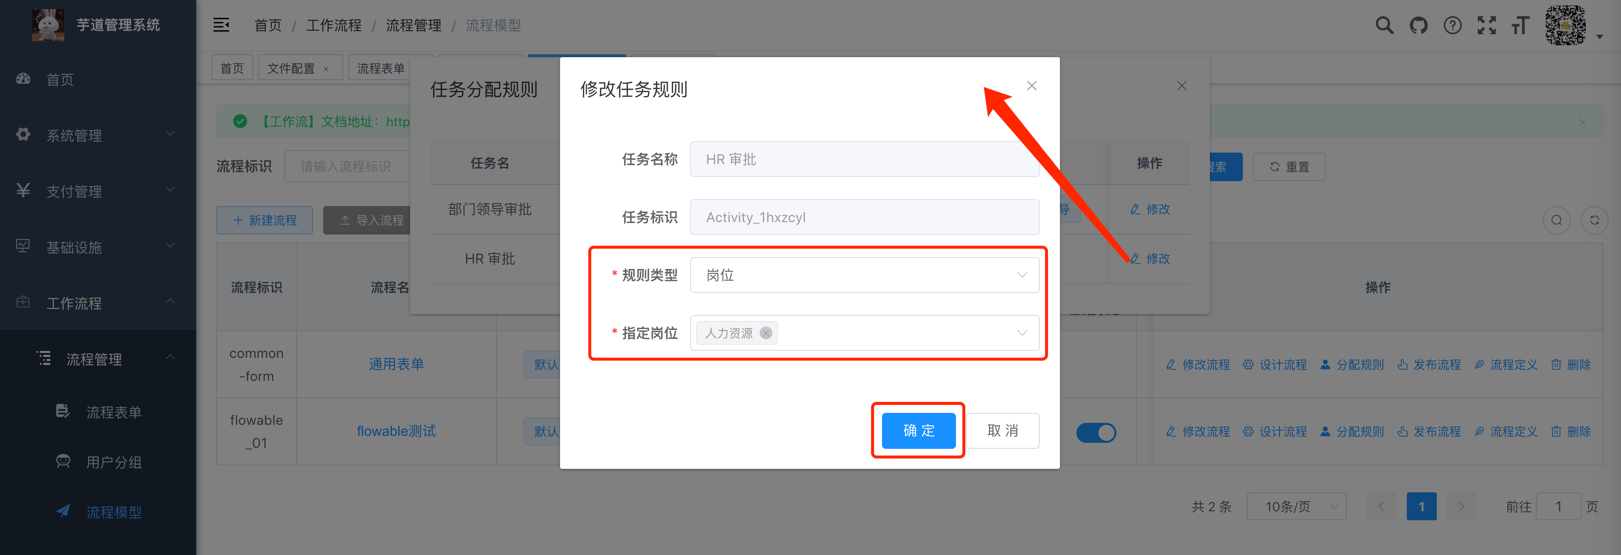 芋道管理系统
首页 / 工作流程 / 流程管理 / 流程模型
首页
文件配置 ×
流程表单
首页
系统管理
支付管理
基础设施
工作流程
流程管理
流程表单
用户分组
流程模型
【工作流】文档地址：http
流程标识
请输入流程标识
搜索
重置
新建流程
导入流程
任务分配规则
任务名
操作
部门领导审批
导
修改
HR 审批
修改
修改任务规则
任务名称
HR 审批
任务标识
Activity_1hxzcyl
* 规则类型
岗位
* 指定岗位
人力资源
确 定
取 消
流程标识
流程名
操作
common-form
通用表单
默认
修改流程 设计流程 分配规则 发布流程 流程定义 删除
flowable_01
flowable测试
默认
修改流程 设计流程 分配规则 发布流程 流程定义 删除
共 2 条
10条/页
1
前往 1 页